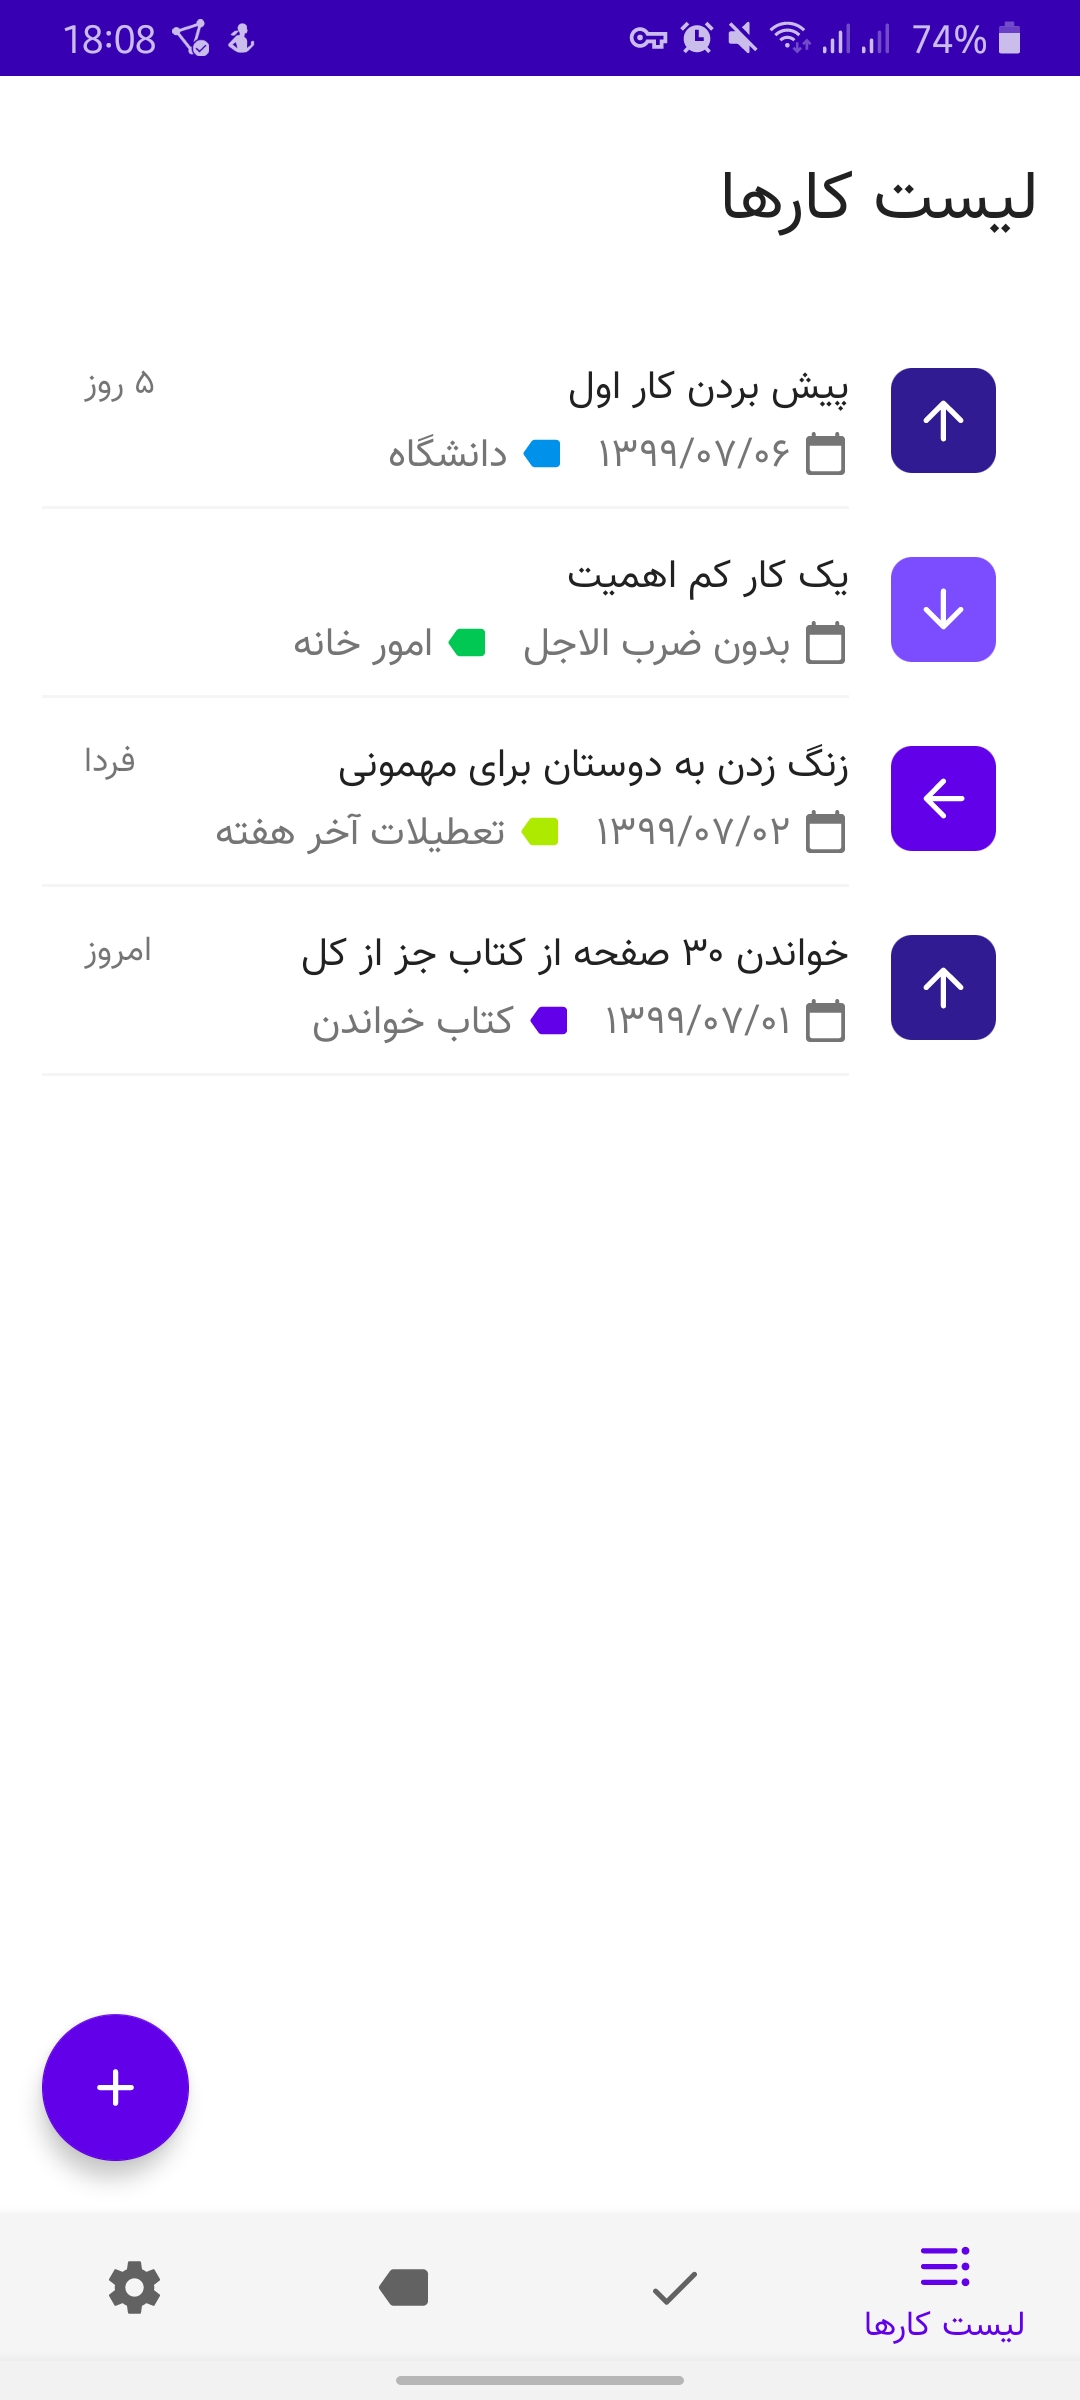 18:08 74%
لیست کارها
پیش بردن کار اول ۵ روز
۱۳۹۹/۰۷/۰۶ دانشگاه
یک کار کم اهمیت
بدون ضرب الاجل امور خانه
زنگ زدن به دوستان برای مهمونی فردا
۱۳۹۹/۰۷/۰۲ تعطیلات آخر هفته
خواندن ۳۰ صفحه از کتاب جز از کل امروز
۱۳۹۹/۰۷/۰۱ کتاب خواندن
لیست کارها